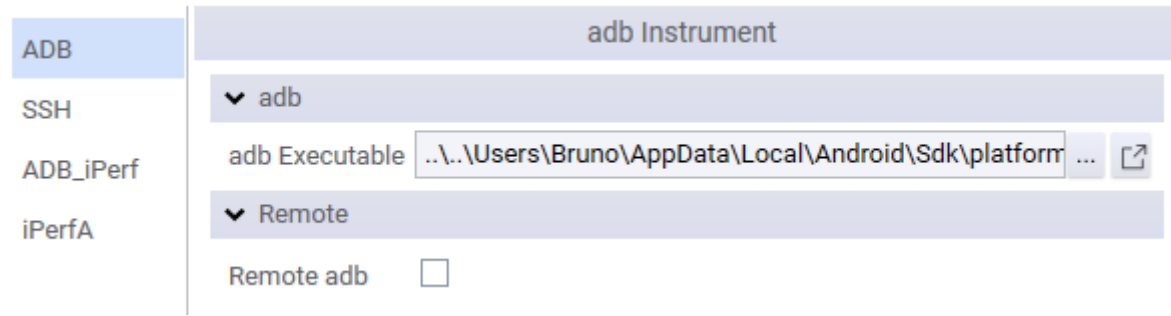 ADB
SSH
ADB_iPerf
iPerfA
adb Instrument
adb
adb Executable ..\..\Users\Bruno\AppData\Local\Android\Sdk\platform ...
Remote
Remote adb